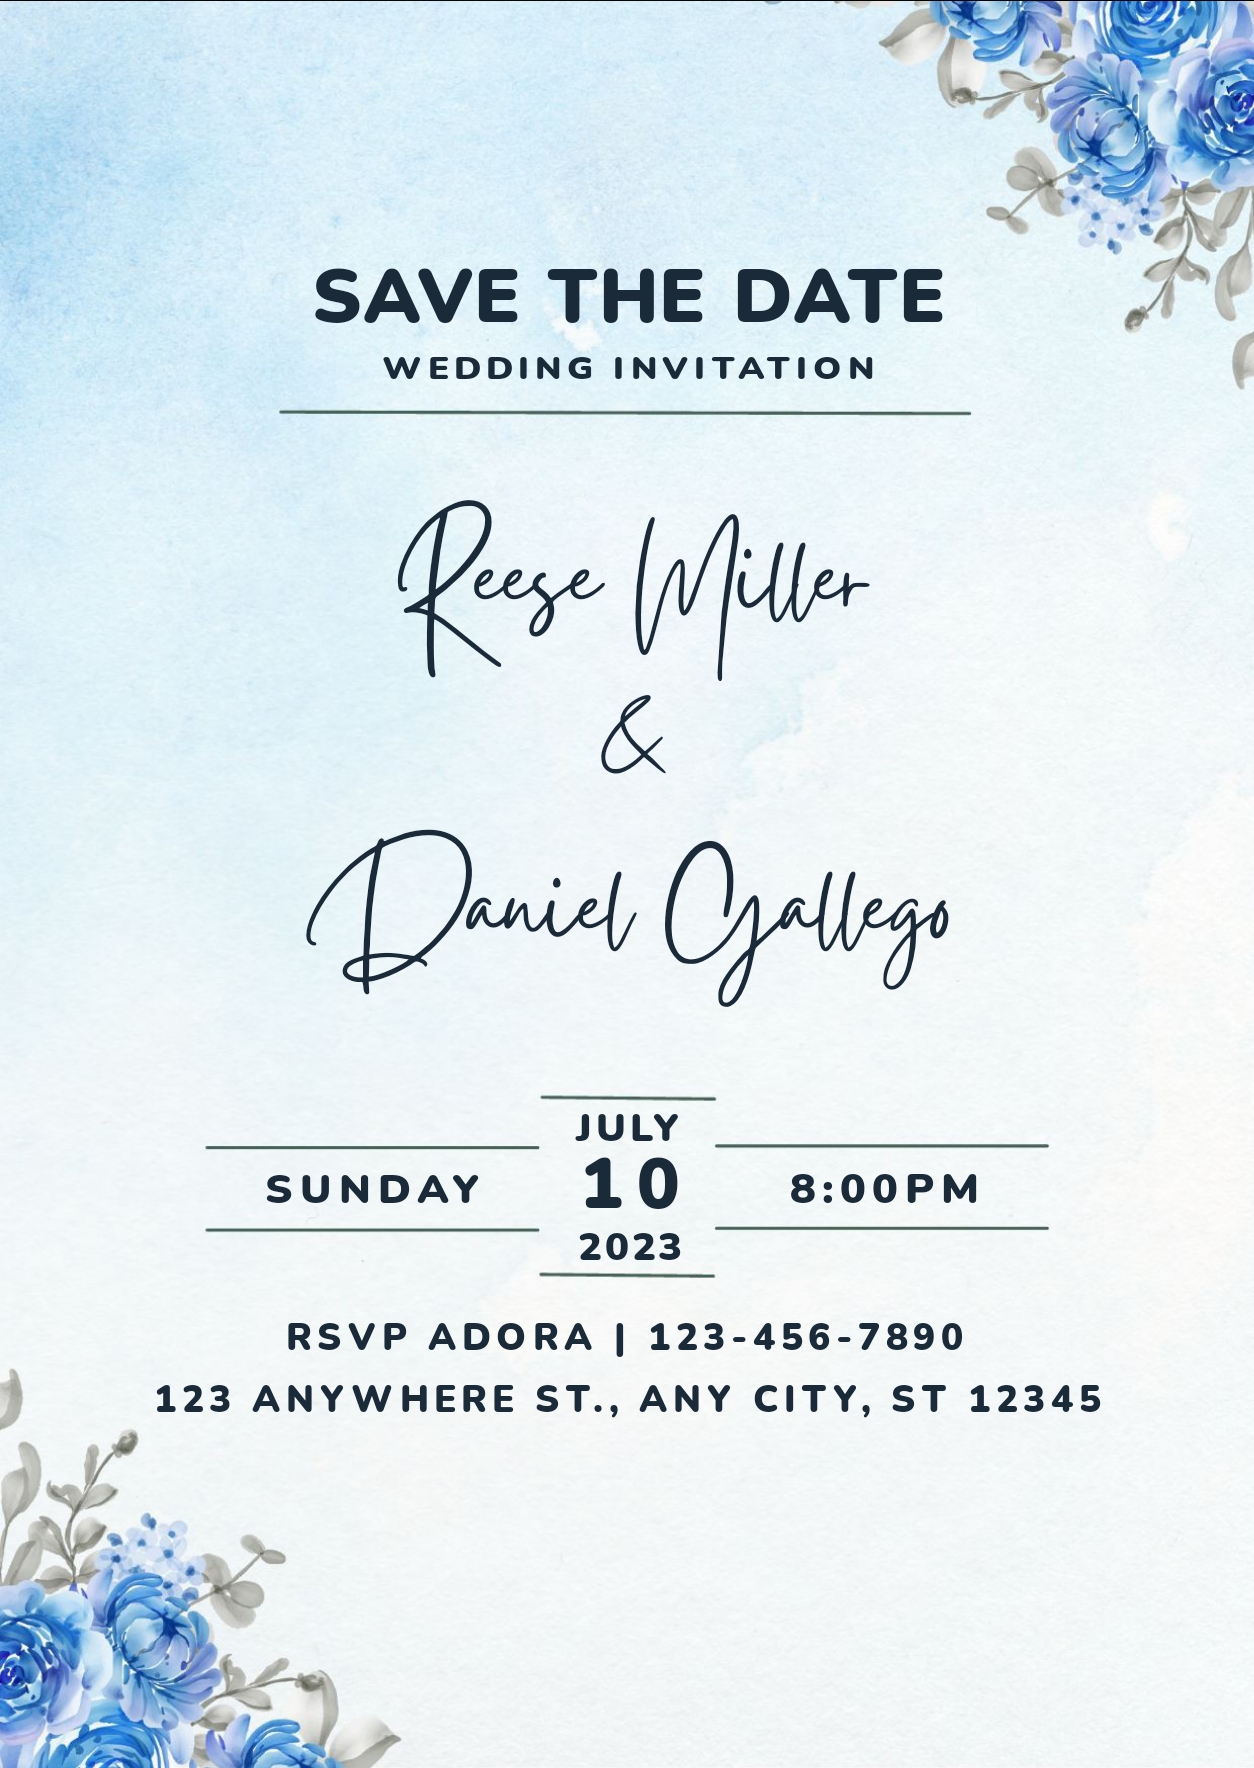 SAVE THE DATE
WEDDING INVITATION
Reese Miller
&
Daniel Gallego
JULY
SUNDAY 10 8:00PM
2023
RSVP ADORA | 123-456-7890
123 ANYWHERE ST., ANY CITY, ST 12345